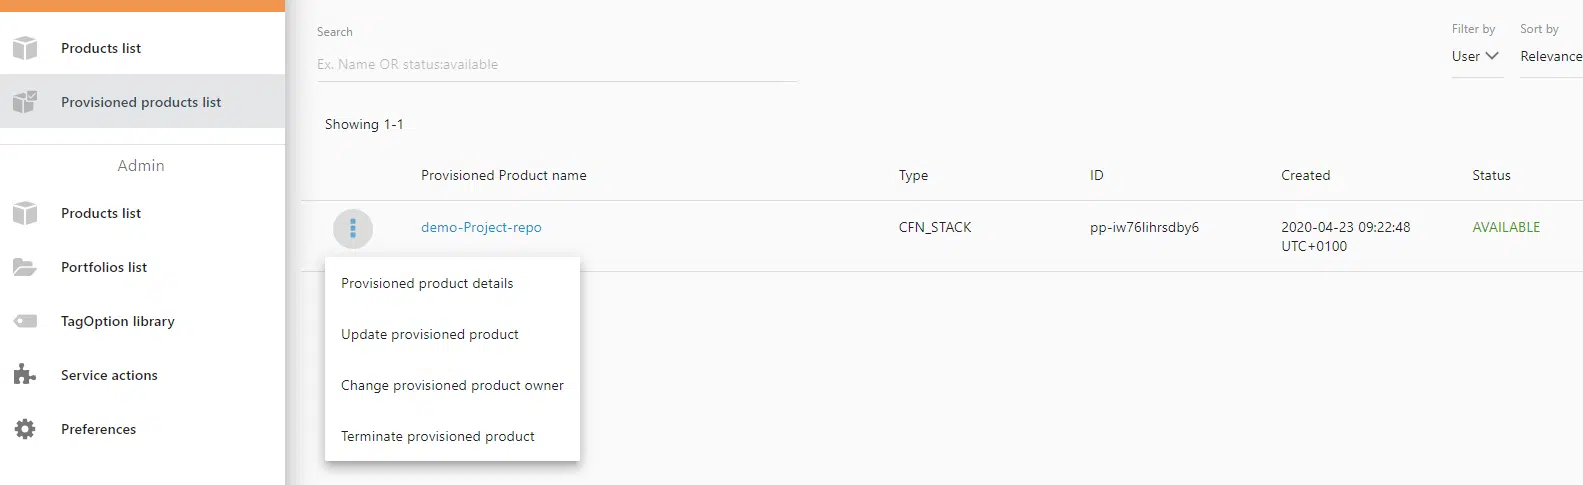 Products list
Provisioned products list
Admin
Products list
Portfolios list
TagOption library
Service actions
Preferences
Search
Ex. Name OR status:available
Filter by
User
Sort by
Relevance
Showing 1-1
Provisioned Product name
Type
ID
Created
Status
demo-Project-repo
CFN_STACK
pp-iw76lihrsdby6
2020-04-23 09:22:48
UTC+0100
AVAILABLE
Provisioned product details
Update provisioned product
Change provisioned product owner
Terminate provisioned product